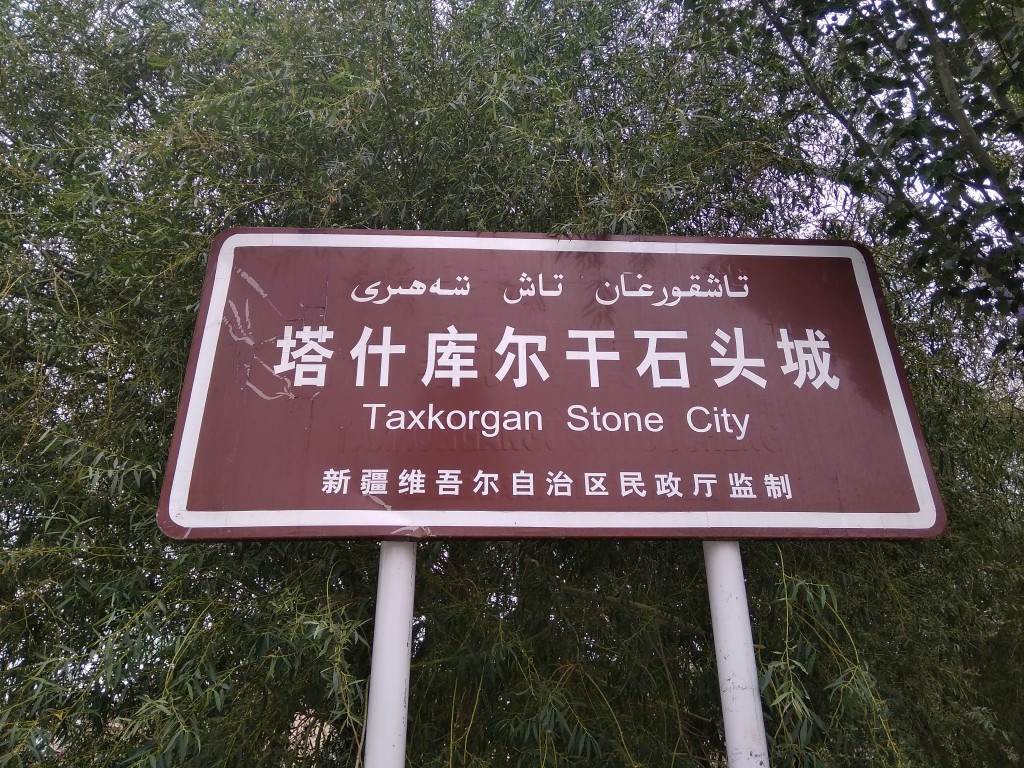 تاشقورغان تاش شەھىرى
塔什库尔干石头城
Taxkorgan Stone City
新疆维吾尔自治区民政厅监制